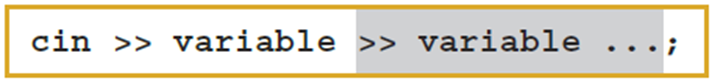 cin >> variable >> variable ...;